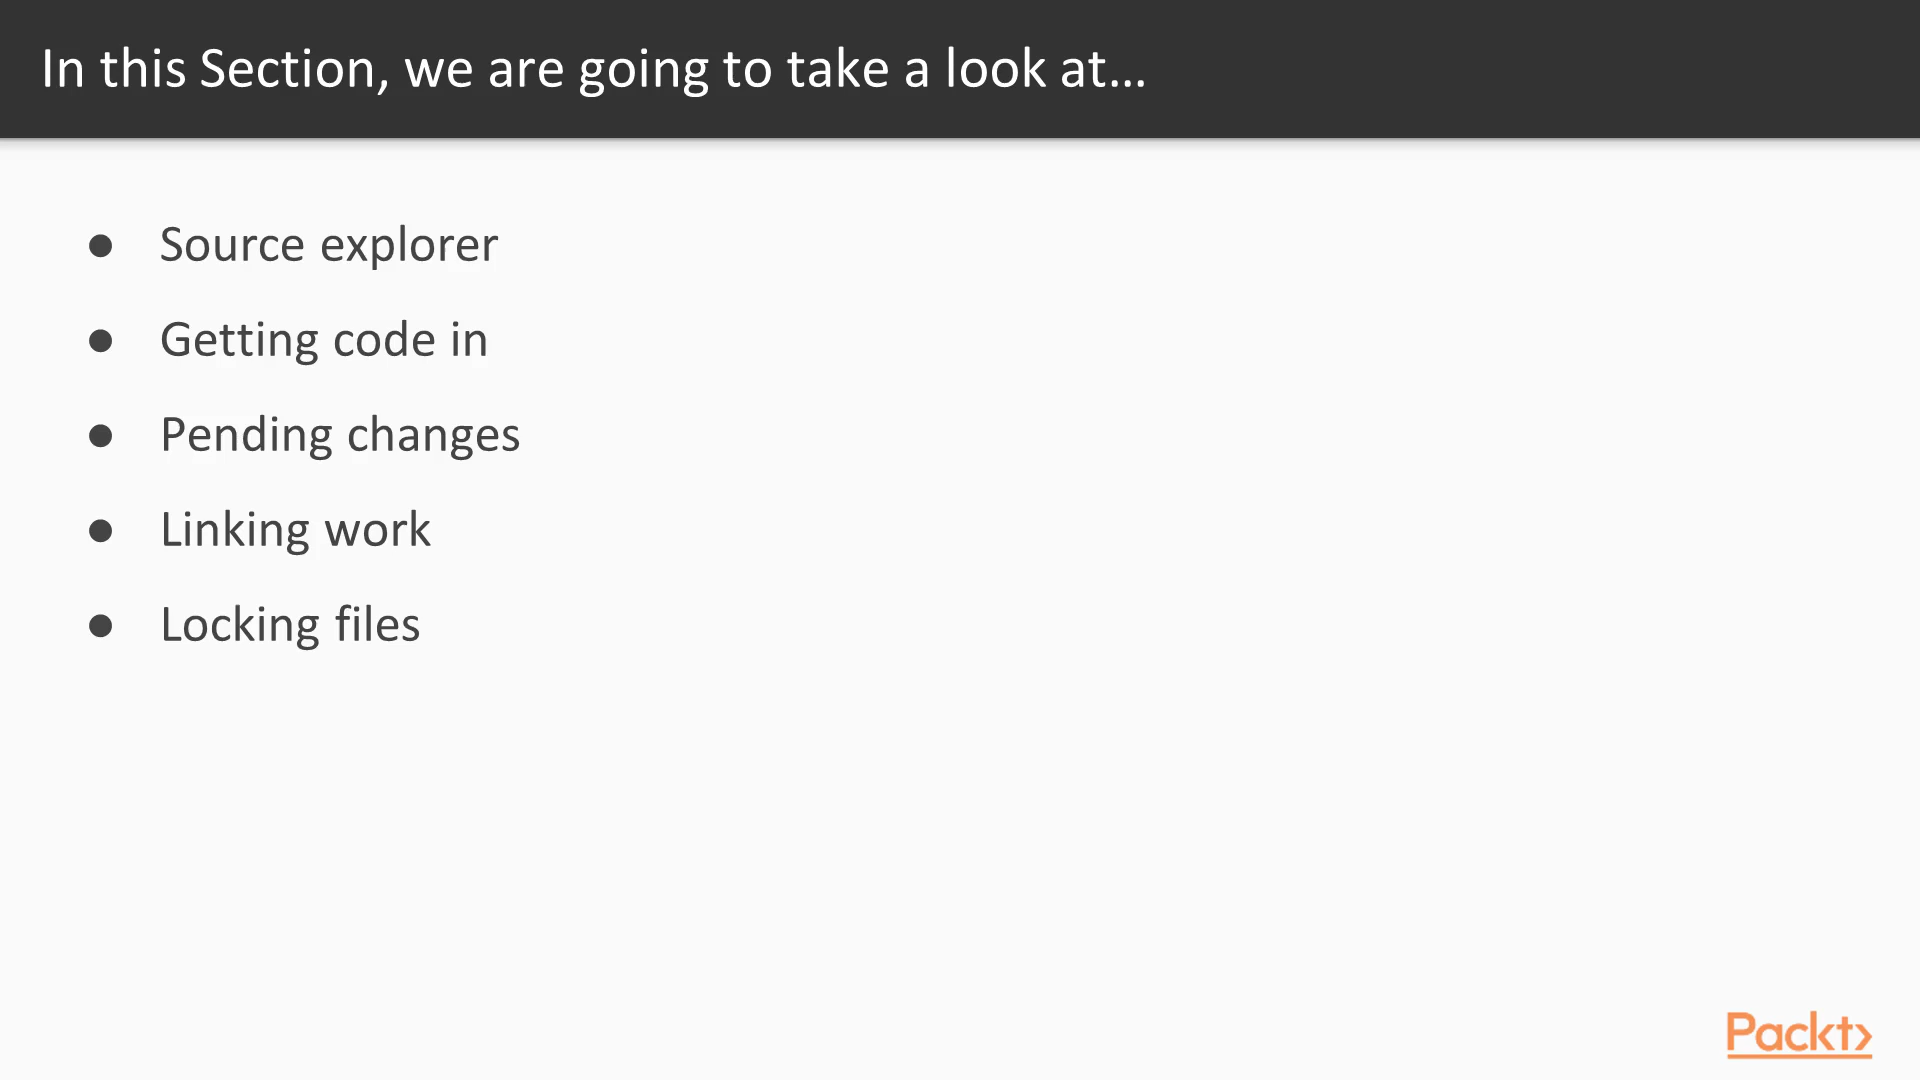 In this Section, we are going to take a look at…
● Source explorer
● Getting code in
● Pending changes
● Linking work
● Locking files
Packt>